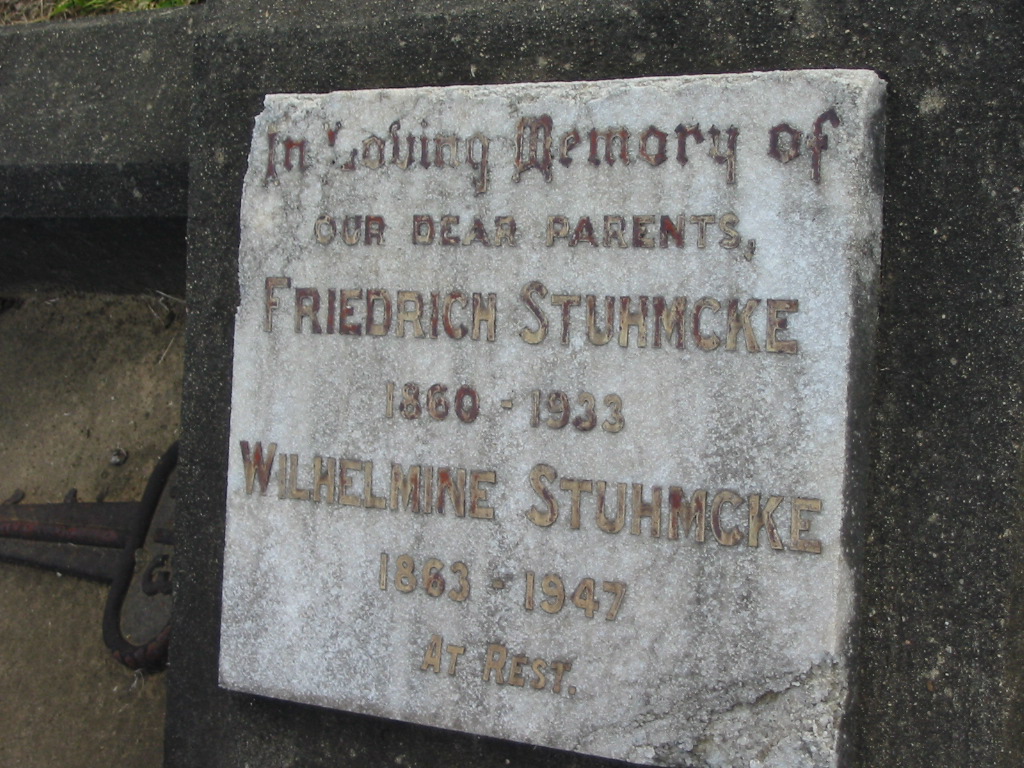 In Loving Memory of
OUR DEAR PARENTS,
FRIEDRICH STUHMCKE
1860 - 1933
WILHELMINE STUHMCKE
1863 - 1947
AT REST.